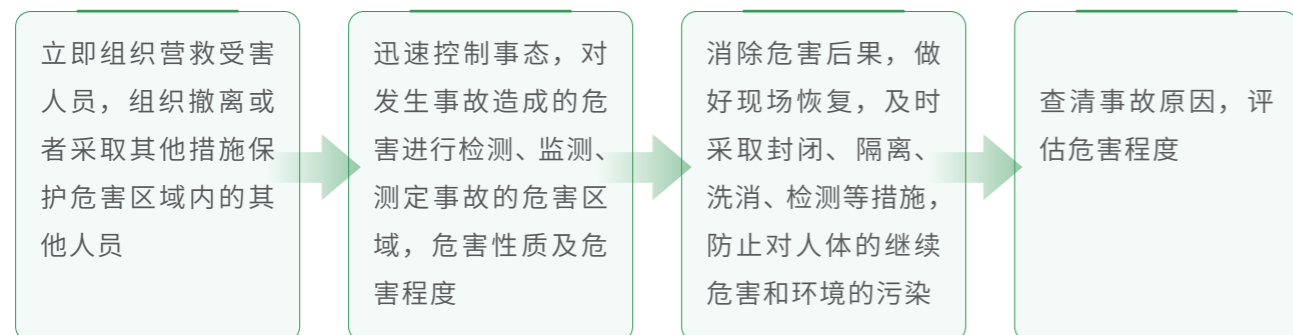 立即组织营救受害
人员，组织撤离或
者采取其他措施保
护危害区域内的其
他人员
迅速控制事态，对
发生事故造成的危
害进行检测、监测、
测定事故的危害区
域，危害性质及危
害程度
消除危害后果，做
好现场恢复，及时
采取封闭、隔离、
洗消、检测等措施，
防止对人体的继续
危害和环境的污染
查清事故原因，评
估危害程度